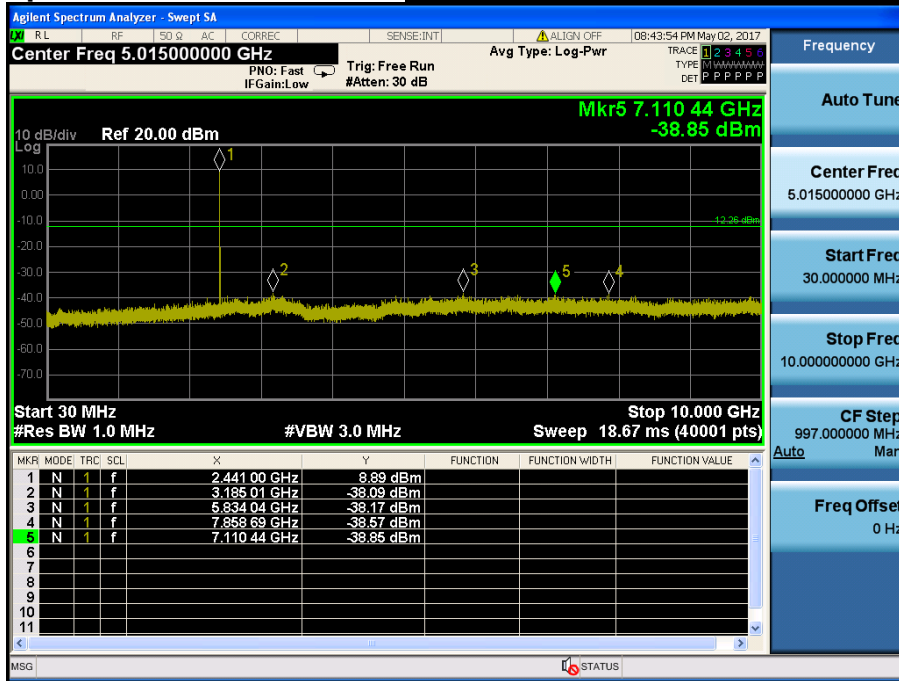 Agilent Spectrum Analyzer - Swept SA
LXI RL RF 50 Ω AC CORREC SENSE:INT ALIGN OFF 08:43:54 PM May 02, 2017
Center Freq 5.015000000 GHz Avg Type: Log-Pwr TRACE 1 2 3 4 5 6
PNO: Fast Trig: Free Run TYPE M WWWWW
IFGain:Low #Atten: 30 dB DET P P P P P P
Mkr5 7.110 44 GHz
10 dB/div Ref 20.00 dBm -38.85 dBm
Log
1
10.0
0.00
-10.0
-12.26 dBm
-20.0
-30.0
2 3 5 4
-40.0
-50.0
-60.0
-70.0
Start 30 MHz Stop 10.000 GHz
#Res BW 1.0 MHz #VBW 3.0 MHz Sweep 18.67 ms (40001 pts)
MKR MODE TRC SCL X Y FUNCTION FUNCTION WIDTH FUNCTION VALUE
1 N 1 f 2.441 00 GHz 8.89 dBm
2 N 1 f 3.185 01 GHz -38.09 dBm
3 N 1 f 5.834 04 GHz -38.17 dBm
4 N 1 f 7.858 69 GHz -38.57 dBm
5 N 1 f 7.110 44 GHz -38.85 dBm
6
7
8
9
10
11
MSG STATUS
Frequency
Auto Tune
Center Freq
5.015000000 GHz
Start Freq
30.000000 MHz
Stop Freq
10.000000000 GHz
CF Step
997.000000 MHz
Auto Man
Freq Offset
0 Hz